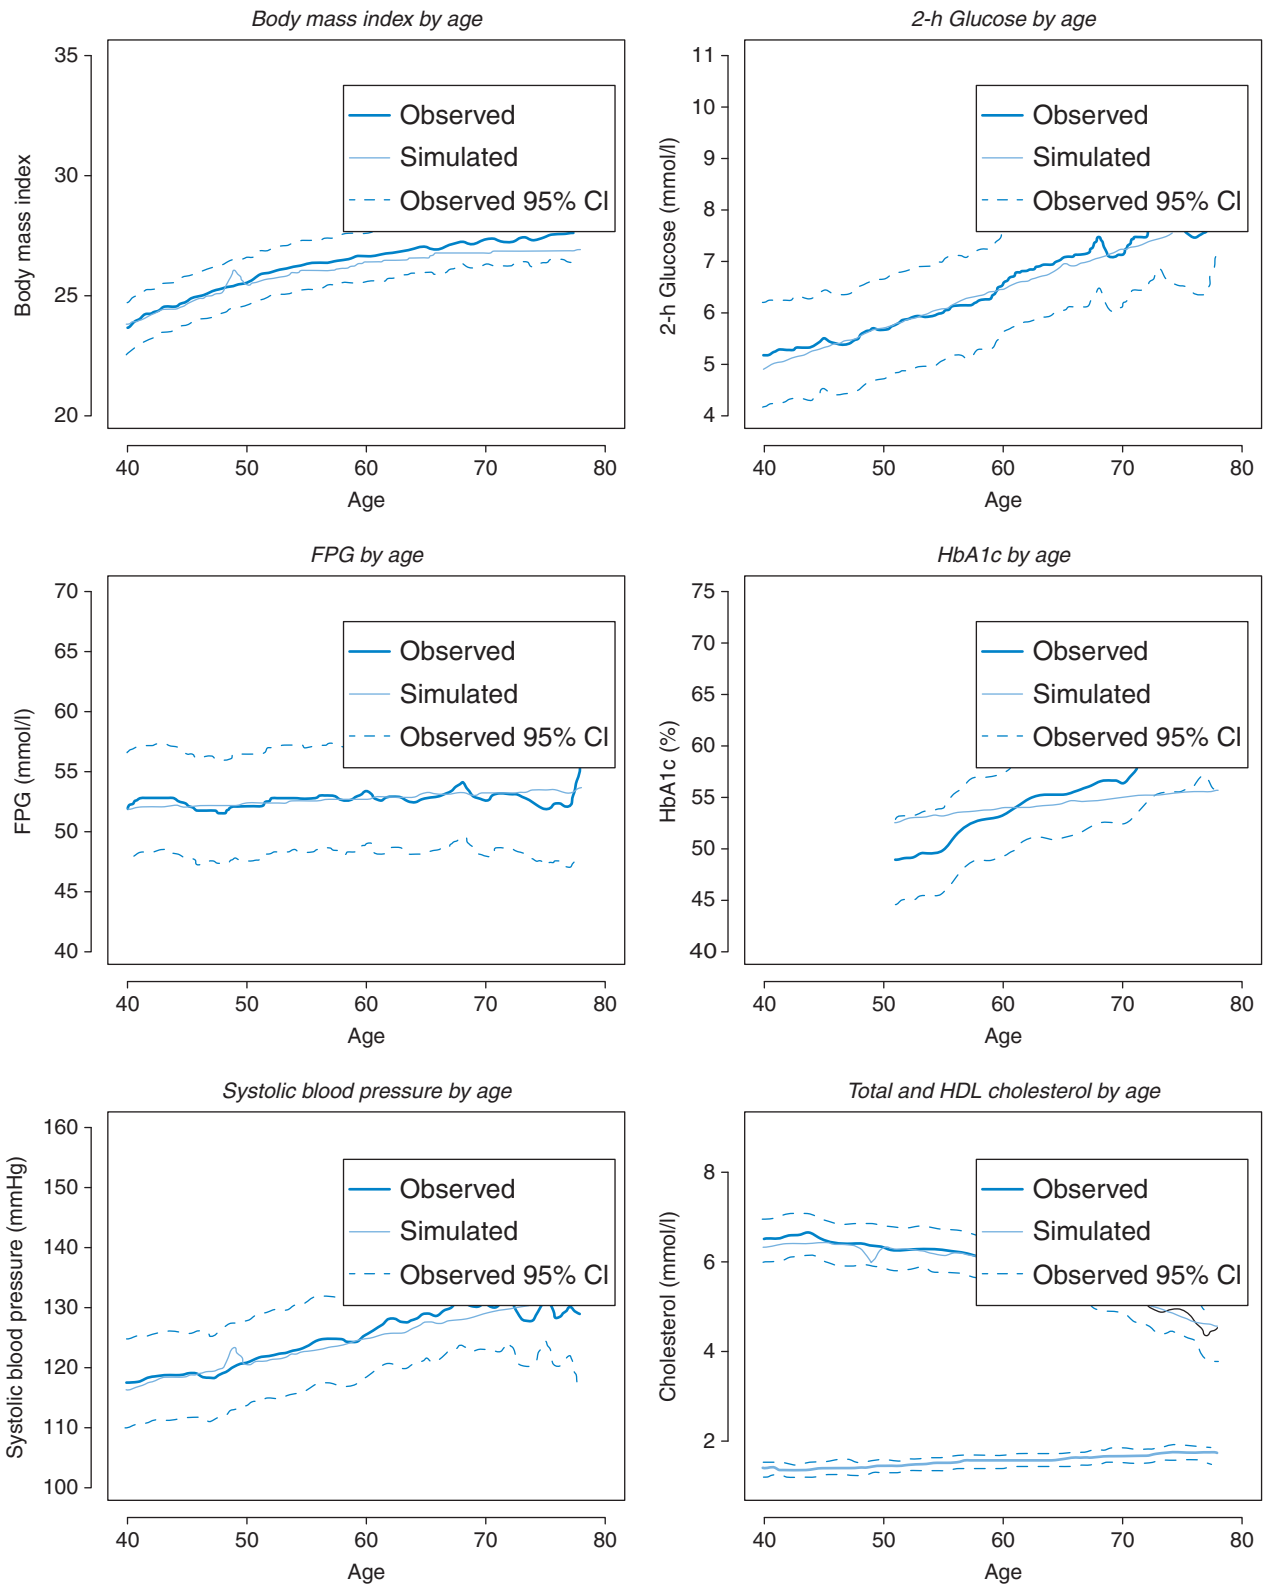 Body mass index by age
35
30
25
20
Body mass index
Observed
Simulated
Observed 95% CI
40 50 60 70 80
Age
2-h Glucose by age
11
10
9
8
7
6
5
4
2-h Glucose (mmol/l)
Observed
Simulated
Observed 95% CI
40 50 60 70 80
Age
FPG by age
70
65
60
55
50
45
40
FPG (mmol/l)
Observed
Simulated
Observed 95% CI
40 50 60 70 80
Age
HbA1c by age
75
70
65
60
55
50
45
40
HbA1c (%)
Observed
Simulated
Observed 95% CI
40 50 60 70 80
Age
Systolic blood pressure by age
160
150
140
130
120
110
100
Systolic blood pressure (mmHg)
Observed
Simulated
Observed 95% CI
40 50 60 70 80
Age
Total and HDL cholesterol by age
8
6
4
2
Cholesterol (mmol/l)
Observed
Simulated
Observed 95% CI
40 50 60 70 80
Age